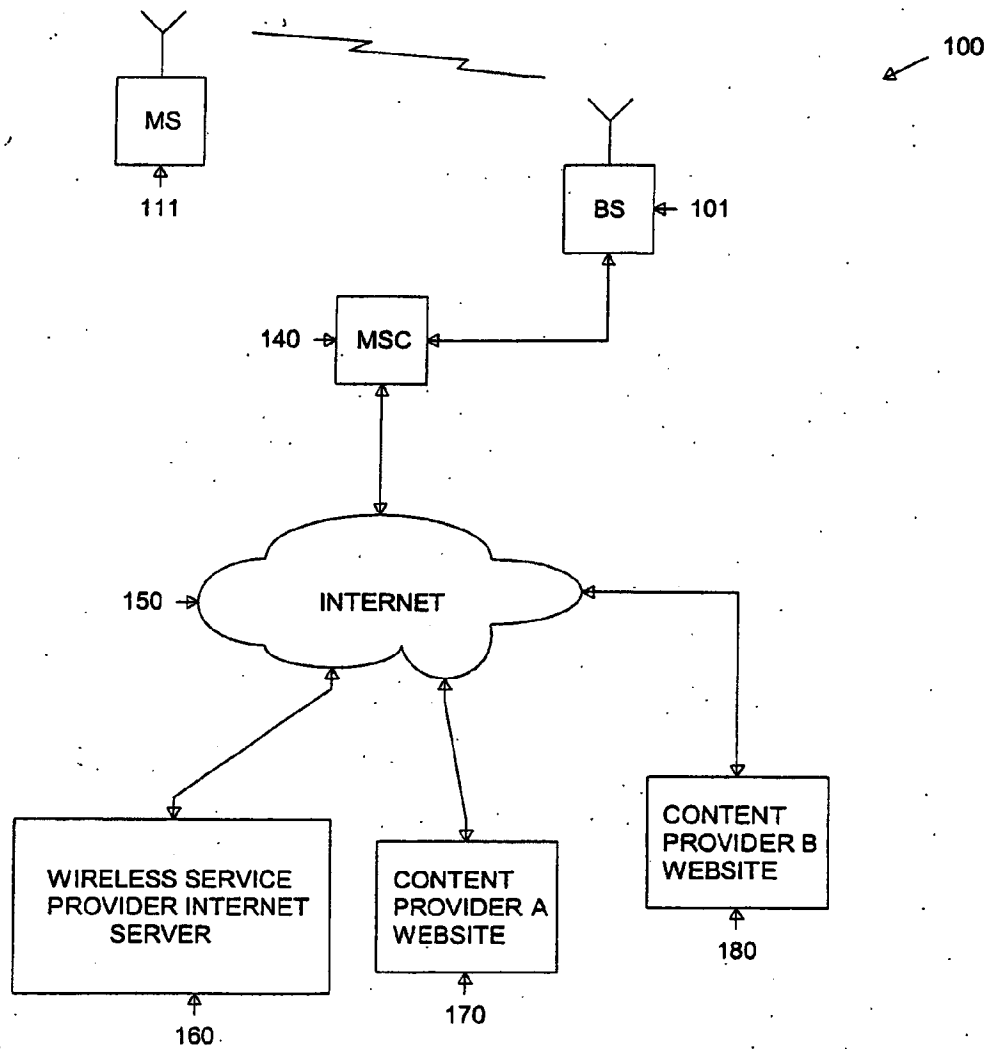 100
MS
111
BS
101
140
MSC
150
INTERNET
WIRELESS SERVICE
PROVIDER INTERNET
SERVER
160
CONTENT
PROVIDER A
WEBSITE
170
CONTENT
PROVIDER B
WEBSITE
180